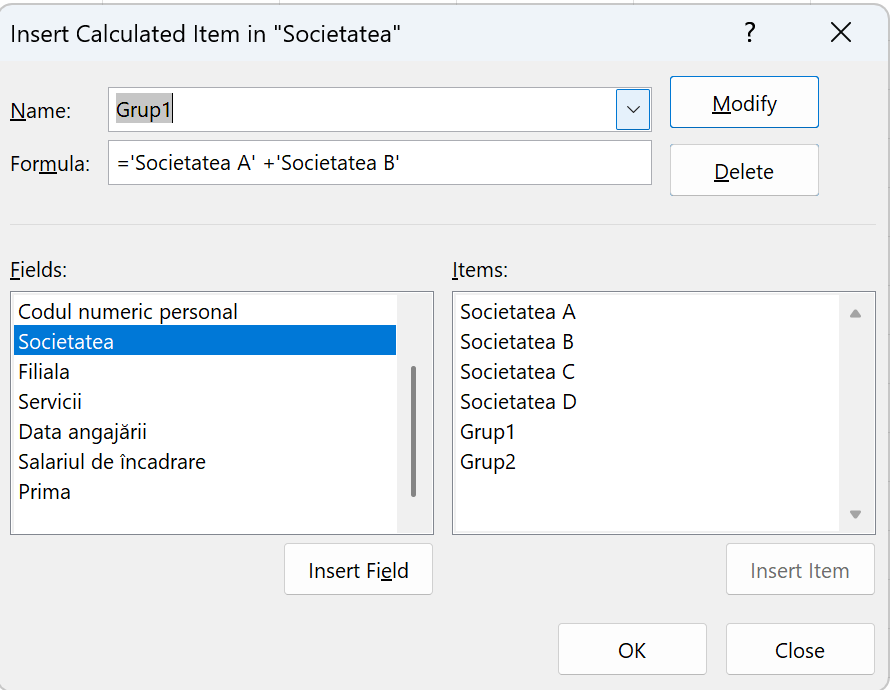 Insert Calculated Item in "Societatea"
?
Name:
Grup1
Modify
Formula:
='Societatea A' +'Societatea B'
Delete
Fields:
Codul numeric personal
Societatea
Filiala
Servicii
Data angajării
Salariul de încadrare
Prima
Insert Field
Items:
Societatea A
Societatea B
Societatea C
Societatea D
Grup1
Grup2
Insert Item
OK
Close